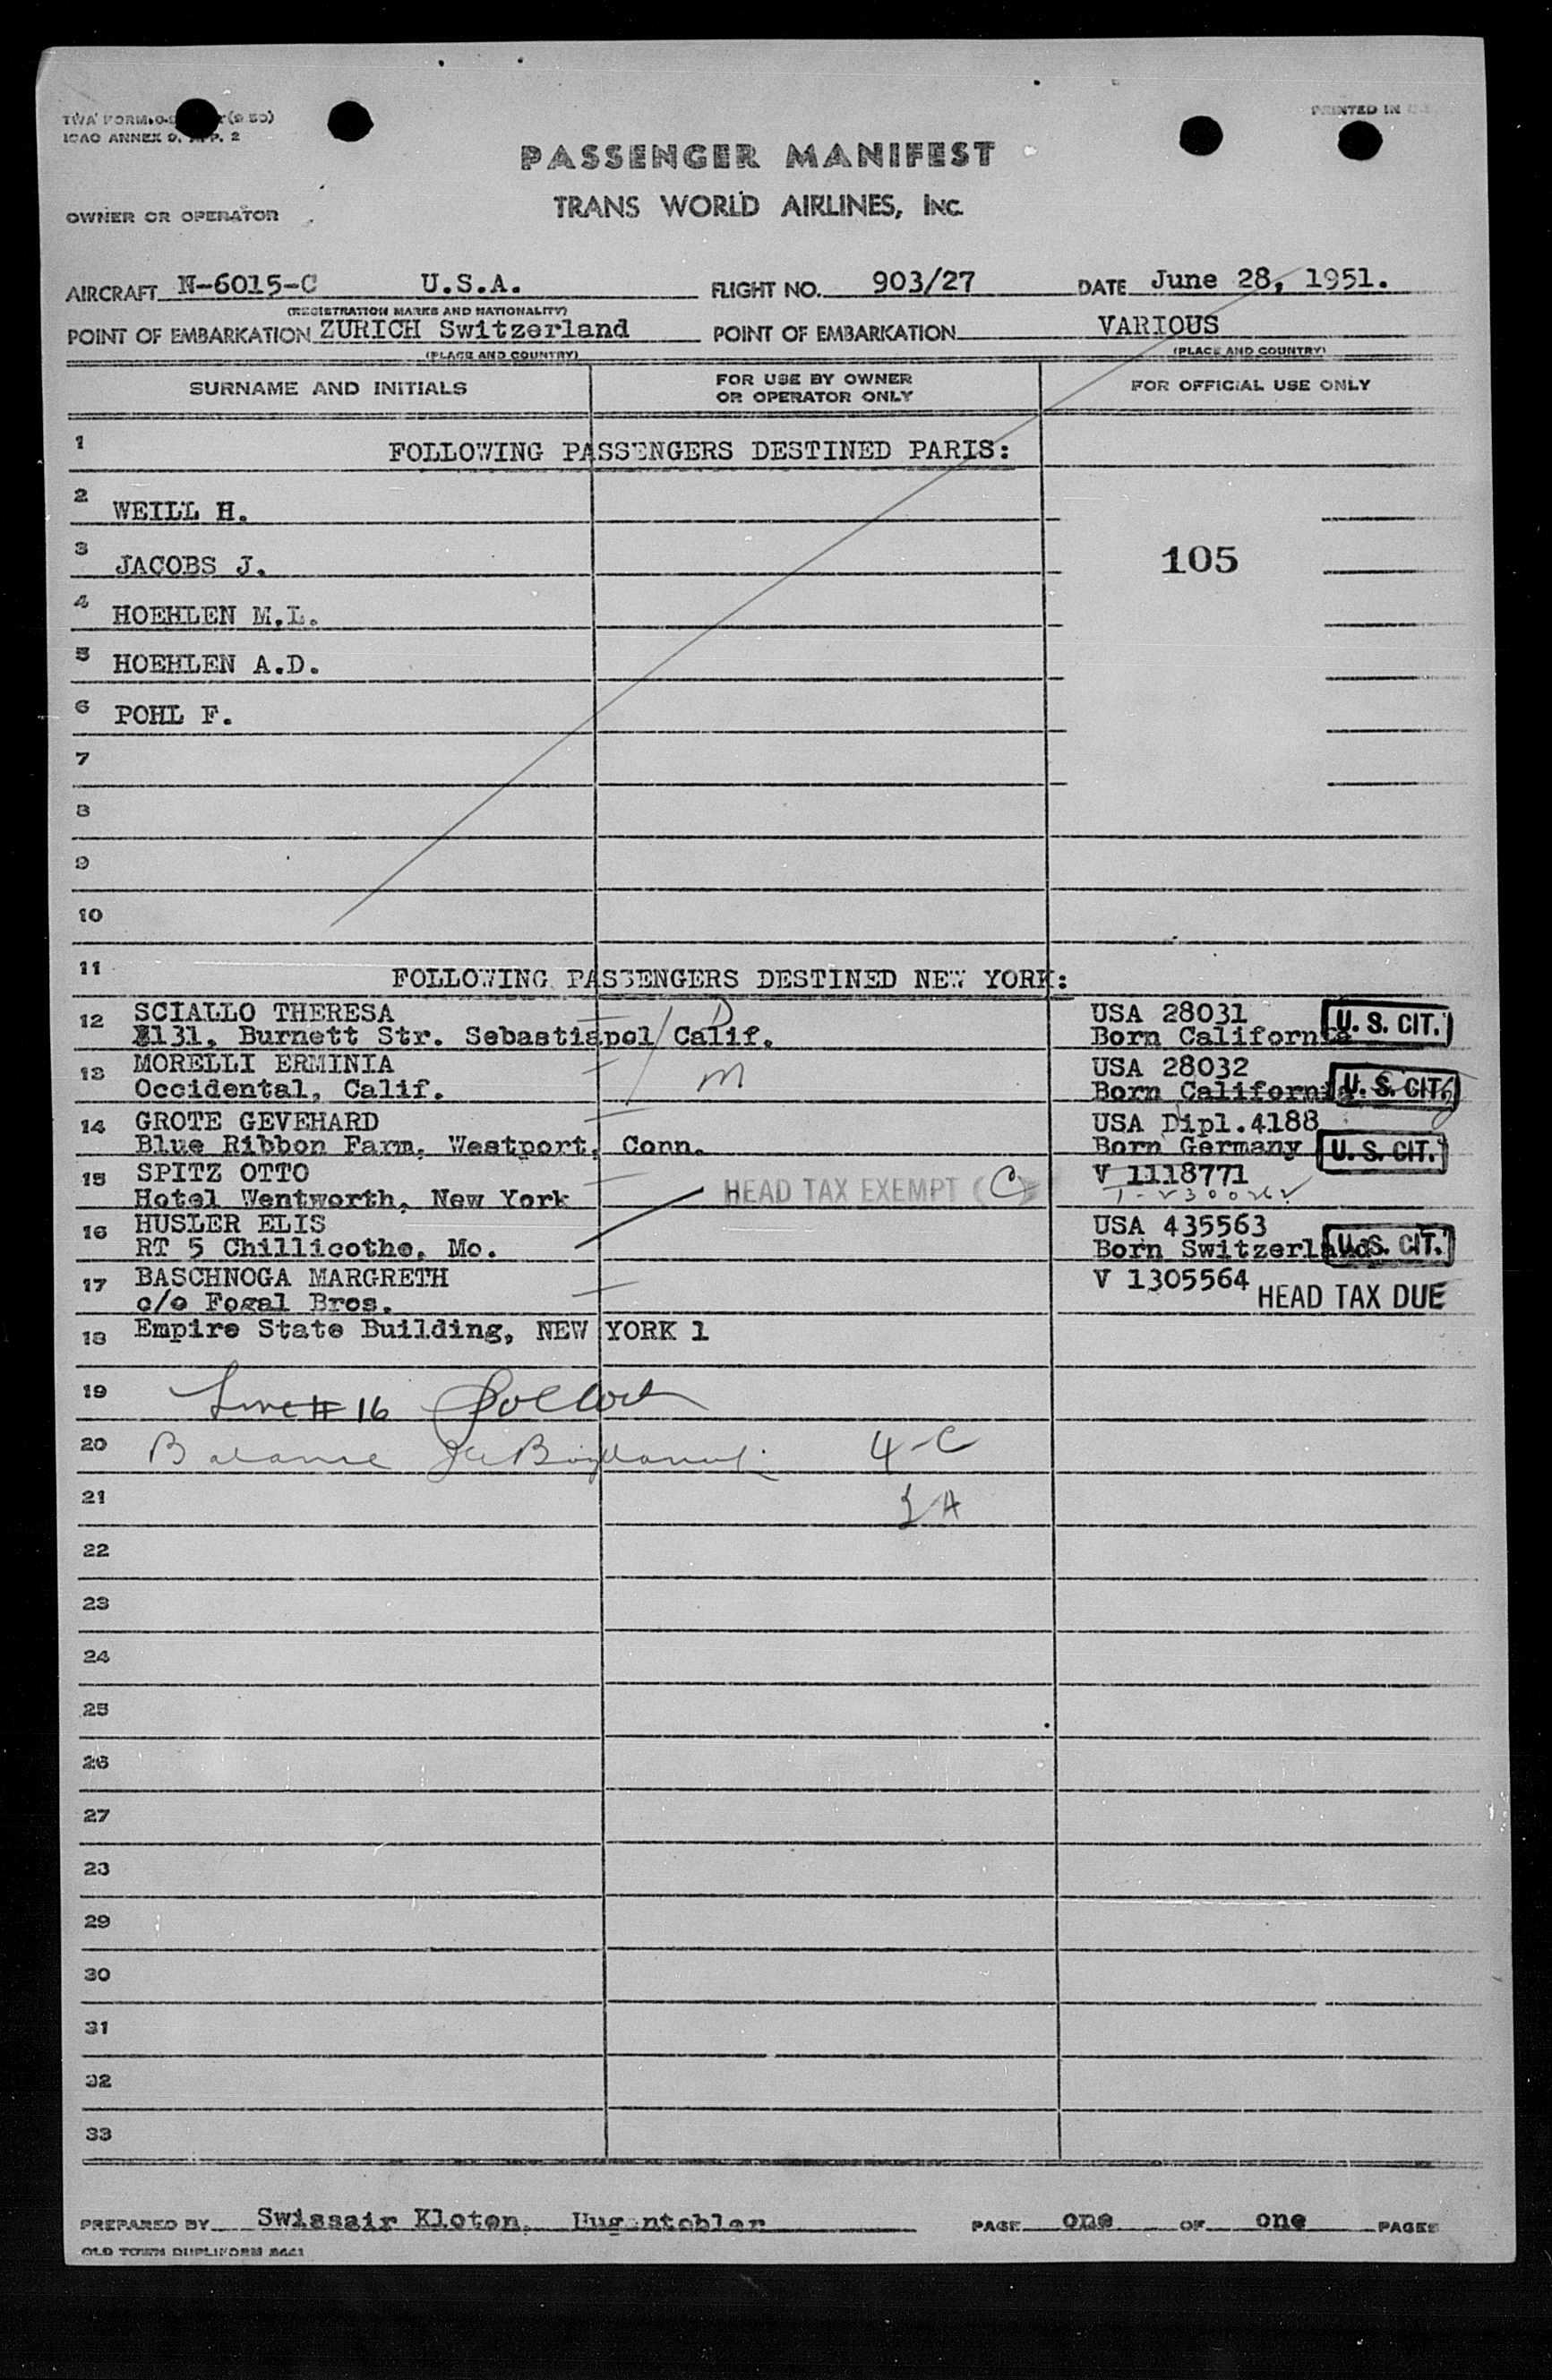 PRINTED IN
ICAO ANNEX 9, APP. 2
PASSENGER MANIFEST
OWNER OR OPERATOR TRANS WORLD AIRLINES, INC.
AIRCRAFT N-6015-C U.S.A. FLIGHT NO. 903/27 DATE June 28, 1951.
(REGISTRATION MARKS AND NATIONALITY)
POINT OF EMBARKATION ZURICH Switzerland POINT OF EMBARKATION VARIOUS
(PLACE AND COUNTRY) (PLACE AND COUNTRY)
SURNAME AND INITIALS FOR USE BY OWNER OR OPERATOR ONLY FOR OFFICIAL USE ONLY
1 FOLLOWING PASSENGERS DESTINED PARIS:
2 WEILL H.
3 JACOBS J. 105
4 HOEHLEN M.L.
5 HOEHLEN A.D.
6 POHL F.
7
8
9
10
11 FOLLOWING PASSENGERS DESTINED NEW YORK:
12 SCIALLO THERESA USA 28031 U. S. CIT.
131, Burnett Str. Sebastiapol Calif. Born California
13 MORELLI ERMINIA M USA 28032
Occidental, Calif. Born California U. S. CIT.
14 GROTE GEVEHARD USA Dipl.4188
Blue Ribbon Farm, Westport, Conn. Born Germany U. S. CIT.
15 SPITZ OTTO V 1118771
Hotel Wentworth, New York HEAD TAX EXEMPT (C)
16 HUSLER ELIS USA 435563
RT 5 Chillicothe, Mo. Born Switzerland U.S. CIT.
17 BASCHNOGA MARGRETH V 1305564 HEAD TAX DUE
c/o Fogal Bros.
18 Empire State Building, NEW YORK 1
19 Line # 16
20 Balance 4-C
21 A
22
23
24
25
26
27
28
29
30
31
32
33
PREPARED BY Swissair Kloten, Hugentobler PAGE one OF one PAGES
OLD TOWN DUPLIFORM